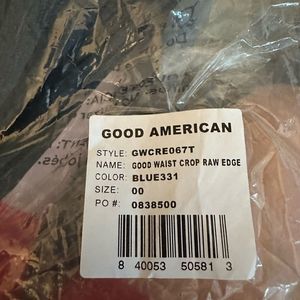 GOOD AMERICAN
STYLE: GWCRE067T
NAME: GOOD WAIST CROP RAW EDGE
COLOR: BLUE331
SIZE: 00
PO #: 0838500
8 40053 50581 3